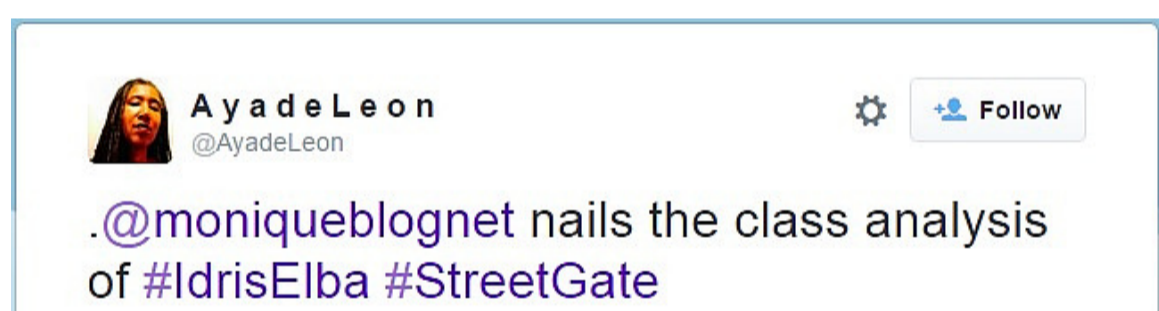 AyadeLeon
@AyadeLeon
Follow
.@moniqueblognet nails the class analysis
of #IdrisElba #StreetGate